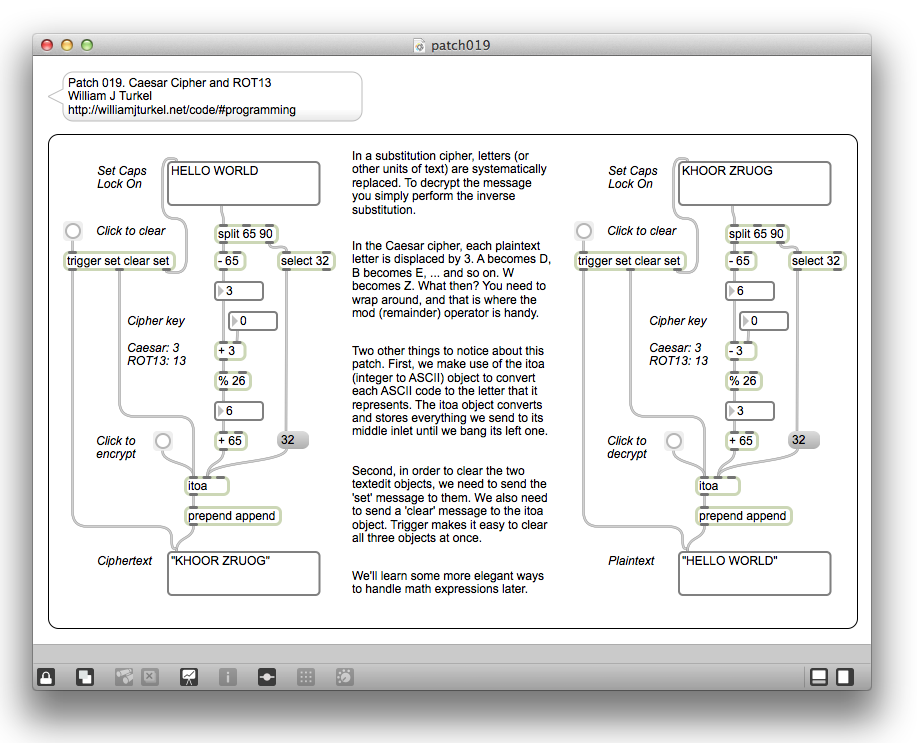 patch019
Patch 019. Caesar Cipher and ROT13
William J Turkel
http://williamjturkel.net/code/#programming
Set Caps
Lock On
HELLO WORLD
Click to clear
split 65 90
trigger set clear set
- 65
select 32
3
Cipher key
0
Caesar: 3
ROT13: 13
+ 3
% 26
6
Click to
encrypt
+ 65
32
itoa
prepend append
Ciphertext
"KHOOR ZRUOG"
In a substitution cipher, letters (or
other units of text) are systematically
replaced. To decrypt the message
you simply perform the inverse
substitution.
In the Caesar cipher, each plaintext
letter is displaced by 3. A becomes D,
B becomes E, ... and so on. W
becomes Z. What then? You need to
wrap around, and that is where the
mod (remainder) operator is handy.
Two other things to notice about this
patch. First, we make use of the itoa
(integer to ASCII) object to convert
each ASCII code to the letter that it
represents. The itoa object converts
and stores everything we send to its
middle inlet until we bang its left one.
Second, in order to clear the two
textedit objects, we need to send the
'set' message to them. We also need
to send a 'clear' message to the itoa
object. Trigger makes it easy to clear
all three objects at once.
We'll learn some more elegant ways
to handle math expressions later.
Set Caps
Lock On
KHOOR ZRUOG
Click to clear
split 65 90
trigger set clear set
- 65
select 32
6
Cipher key
0
Caesar: 3
ROT13: 13
- 3
% 26
3
Click to
decrypt
+ 65
32
itoa
prepend append
Plaintext
"HELLO WORLD"